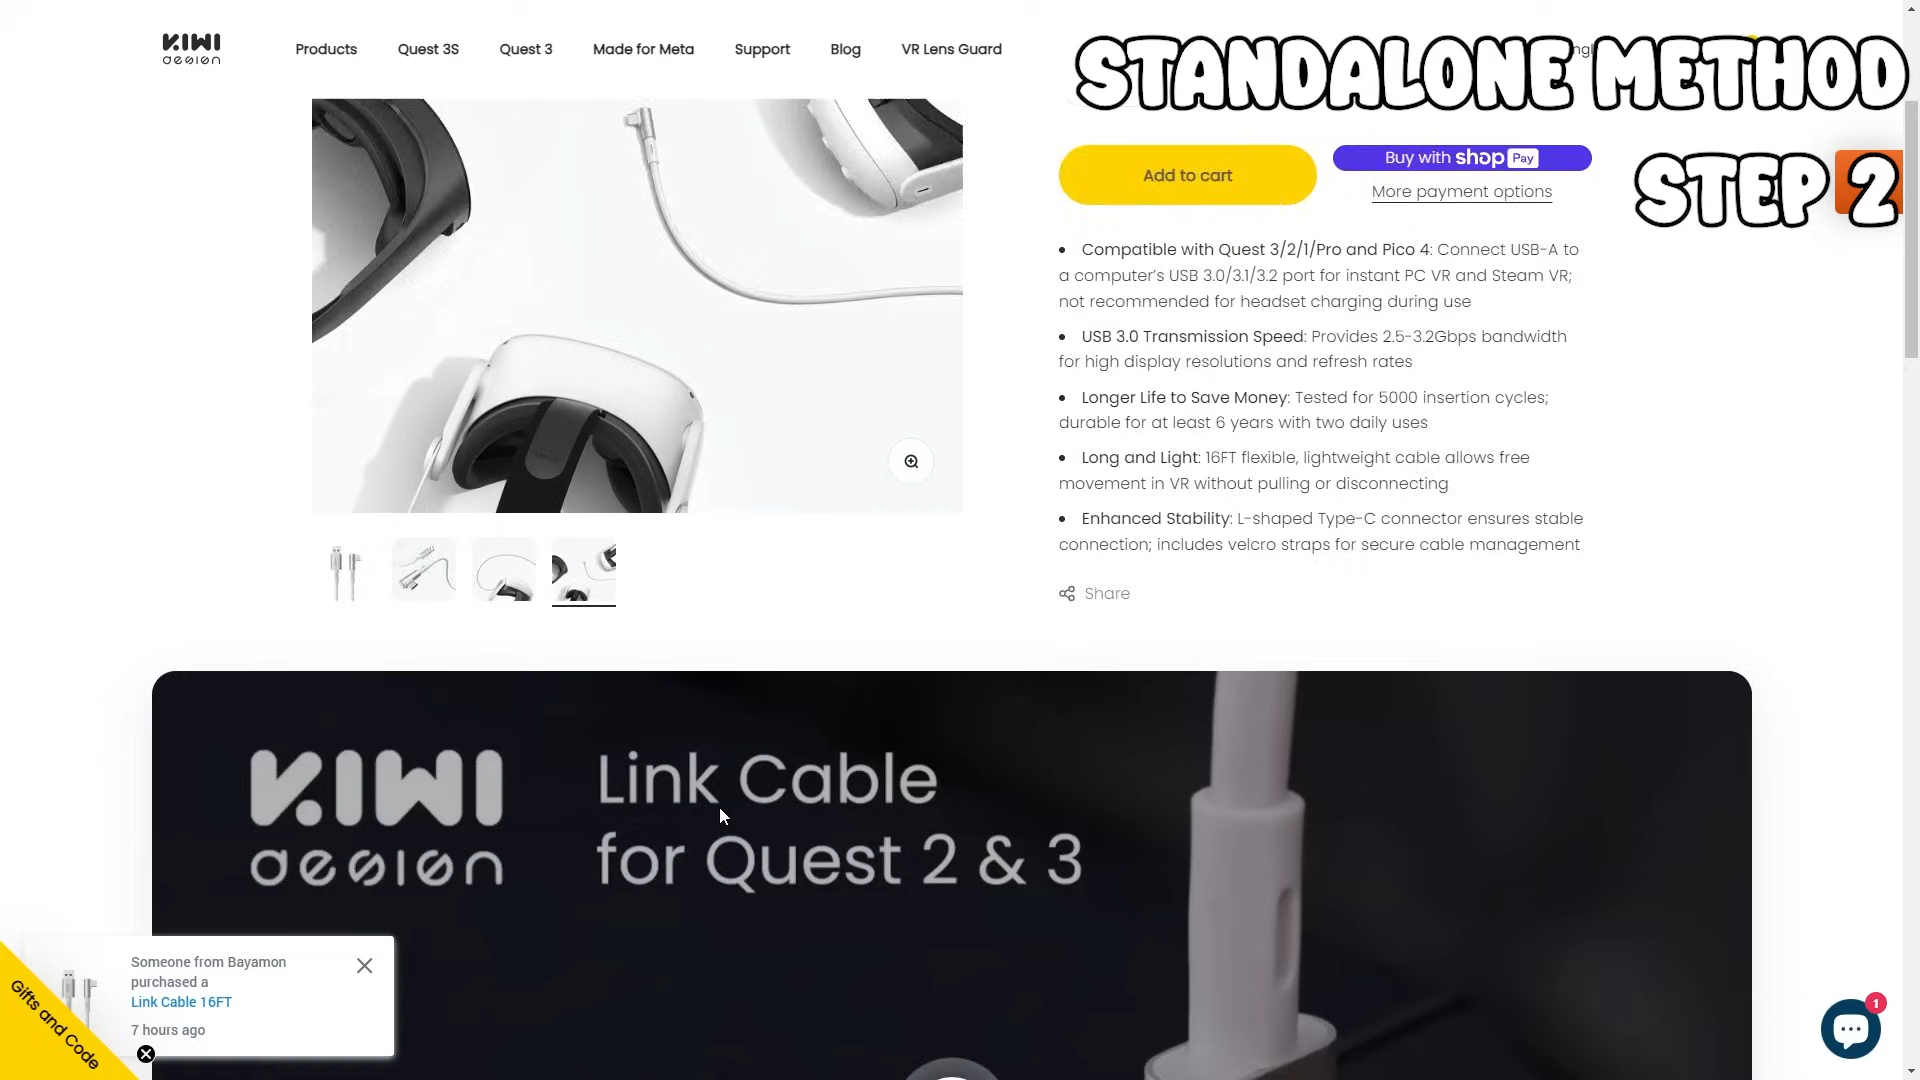 KIWI
design
Products
Quest 3S
Quest 3
Made for Meta
Support
Blog
VR Lens Guard
STANDALONE METHOD
STEP 2
Add to cart
Buy with shop Pay
More payment options
Compatible with Quest 3/2/1/Pro and Pico 4: Connect USB-A to
a computer’s USB 3.0/3.1/3.2 port for instant PC VR and Steam VR;
not recommended for headset charging during use
USB 3.0 Transmission Speed: Provides 2.5-3.2Gbps bandwidth
for high display resolutions and refresh rates
Longer Life to Save Money: Tested for 5000 insertion cycles;
durable for at least 6 years with two daily uses
Long and Light: 16FT flexible, lightweight cable allows free
movement in VR without pulling or disconnecting
Enhanced Stability: L-shaped Type-C connector ensures stable
connection; includes velcro straps for secure cable management
Share
KIWI
design
Link Cable
for Quest 2 & 3
Someone from Bayamon
purchased a
Link Cable 16FT
7 hours ago
Gifts and Code
1